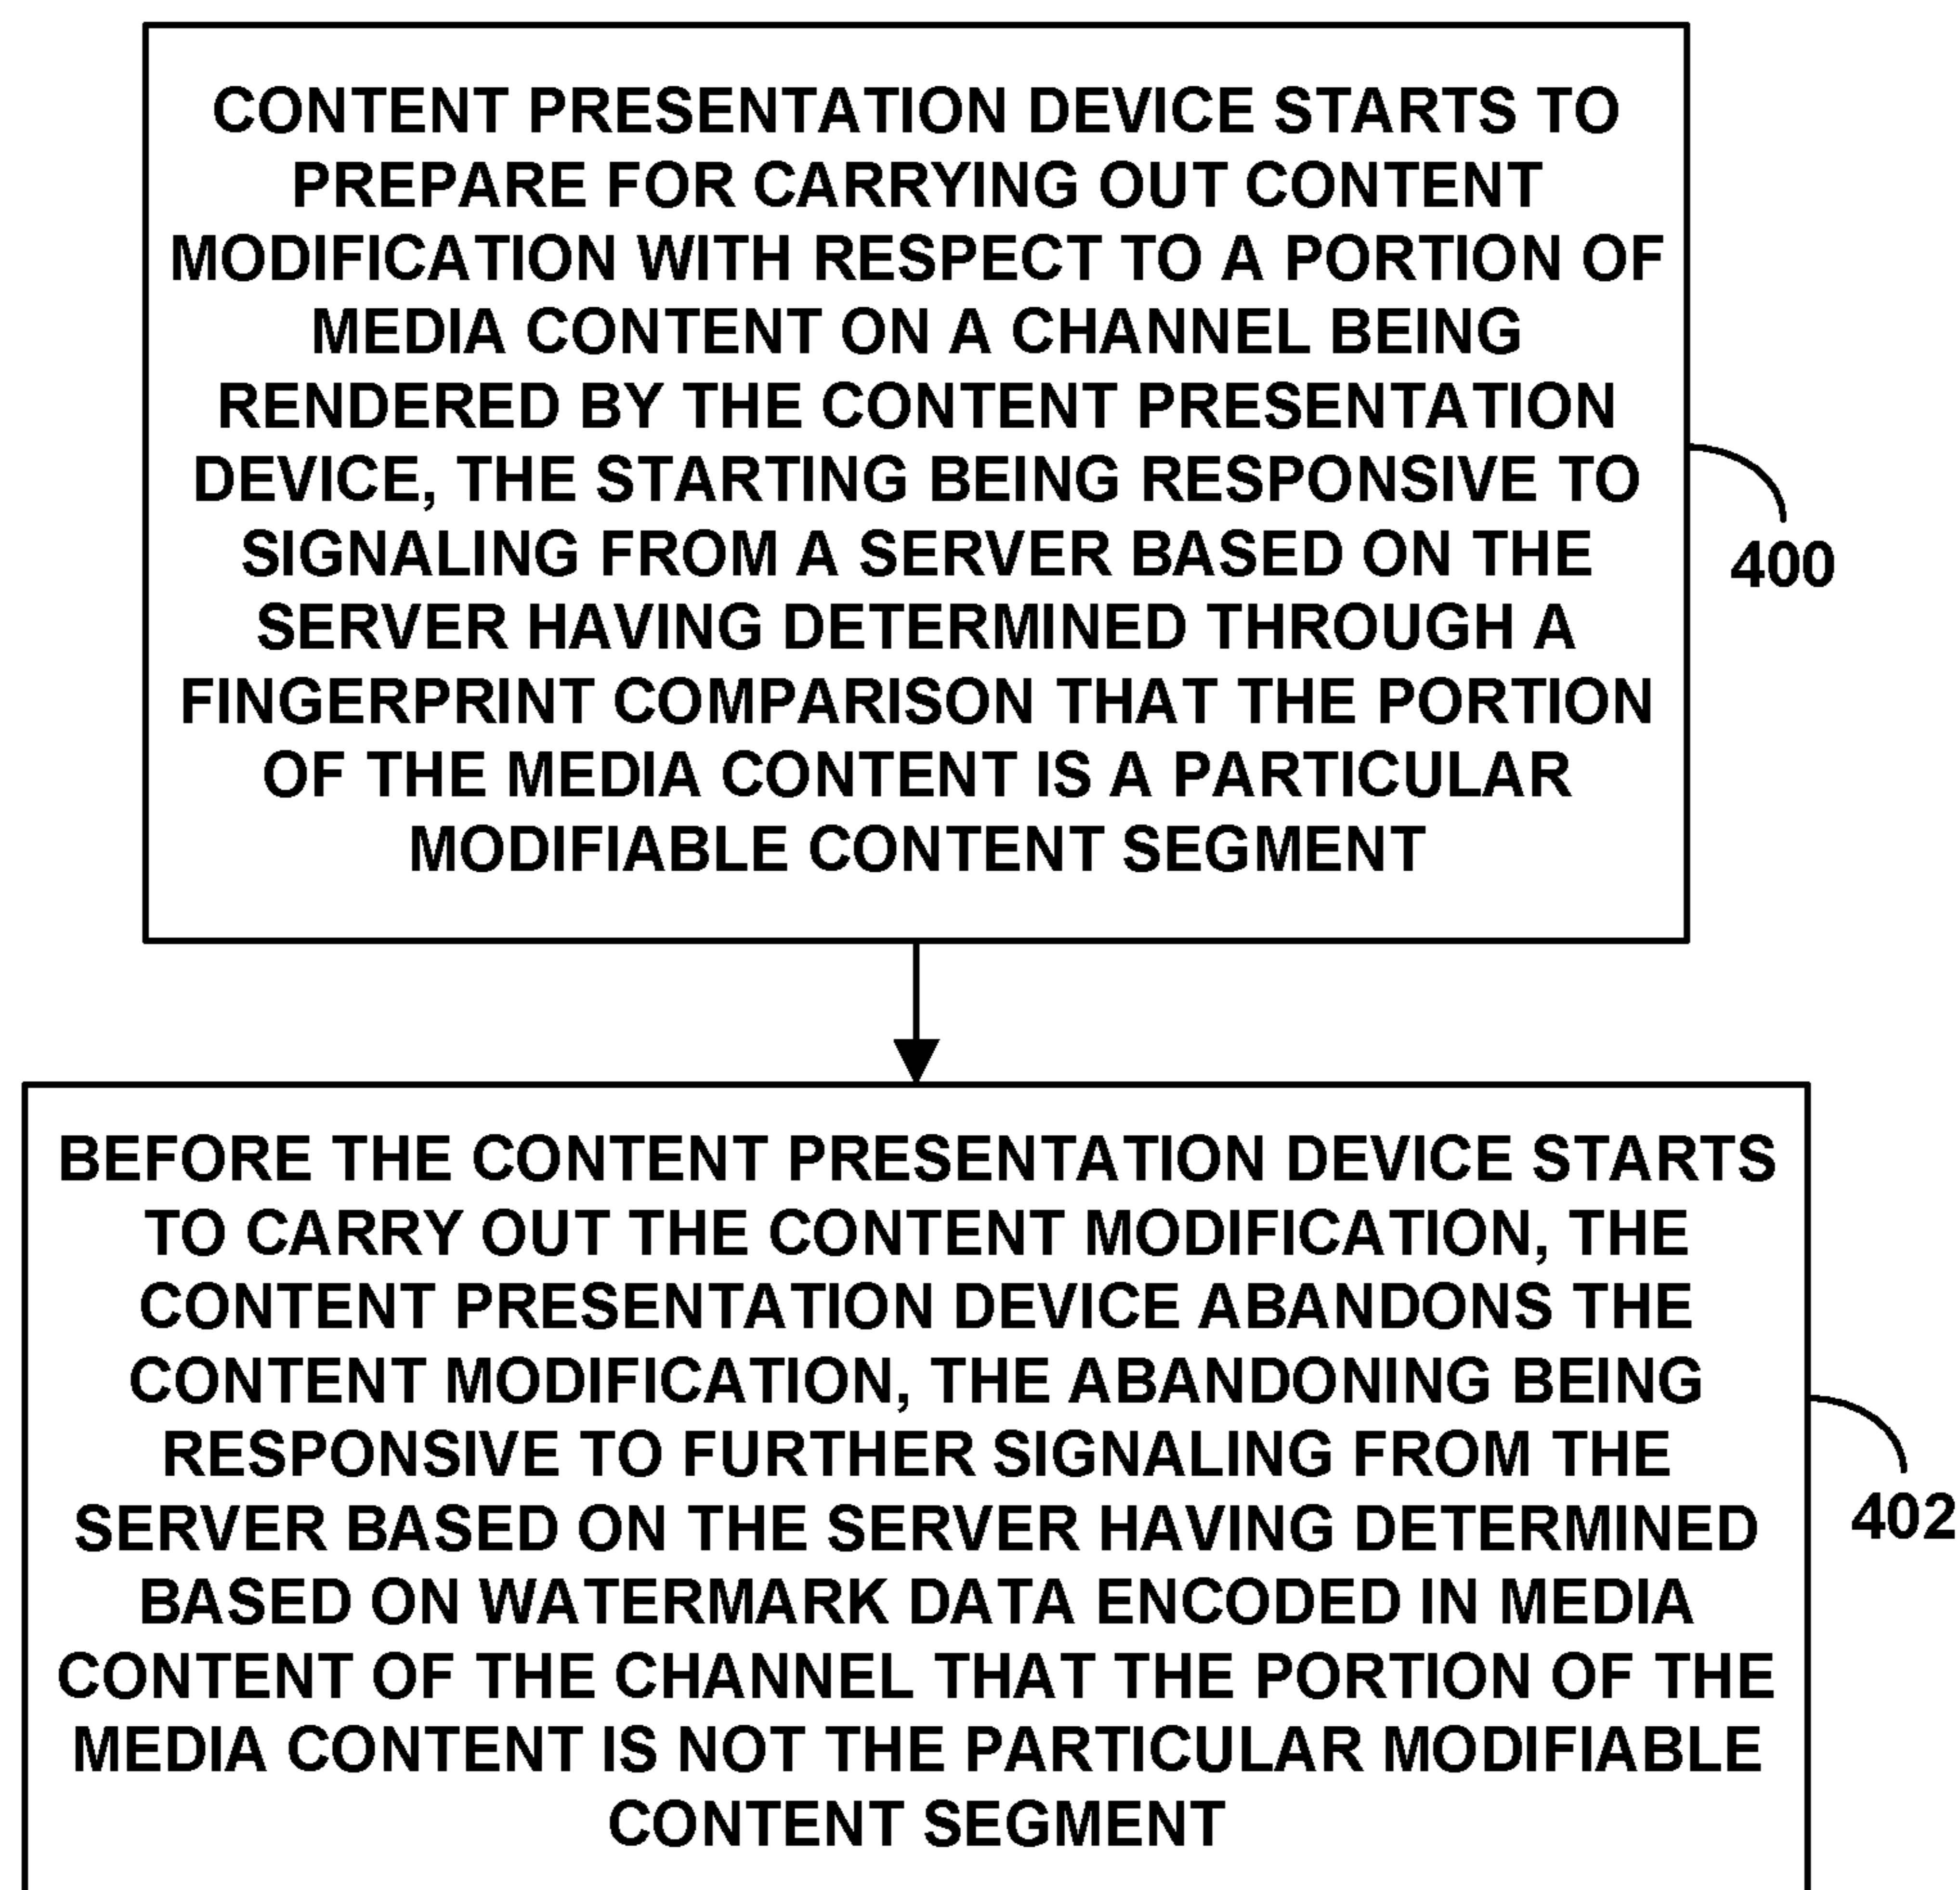 CONTENT PRESENTATION DEVICE STARTS TO
PREPARE FOR CARRYING OUT CONTENT
MODIFICATION WITH RESPECT TO A PORTION OF
MEDIA CONTENT ON A CHANNEL BEING
RENDERED BY THE CONTENT PRESENTATION
DEVICE, THE STARTING BEING RESPONSIVE TO
SIGNALING FROM A SERVER BASED ON THE
SERVER HAVING DETERMINED THROUGH A
FINGERPRINT COMPARISON THAT THE PORTION
OF THE MEDIA CONTENT IS A PARTICULAR
MODIFIABLE CONTENT SEGMENT
400
BEFORE THE CONTENT PRESENTATION DEVICE STARTS
TO CARRY OUT THE CONTENT MODIFICATION, THE
CONTENT PRESENTATION DEVICE ABANDONS THE
CONTENT MODIFICATION, THE ABANDONING BEING
RESPONSIVE TO FURTHER SIGNALING FROM THE
SERVER BASED ON THE SERVER HAVING DETERMINED
BASED ON WATERMARK DATA ENCODED IN MEDIA
CONTENT OF THE CHANNEL THAT THE PORTION OF THE
MEDIA CONTENT IS NOT THE PARTICULAR MODIFIABLE
CONTENT SEGMENT
402